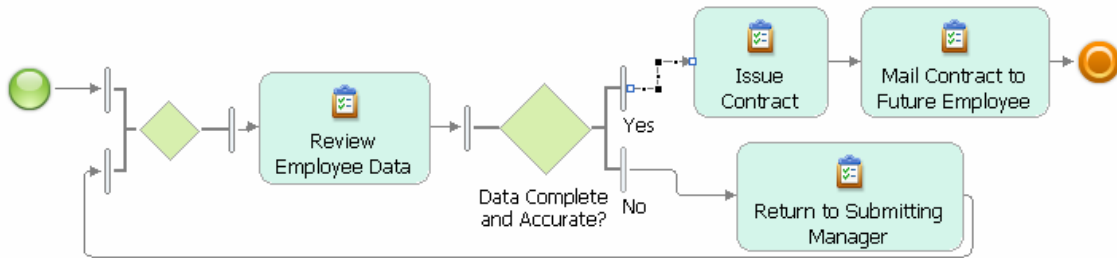 Issue
Contract
Mail Contract to
Future Employee
Review
Employee Data
Yes
Data Complete
and Accurate?
No
Return to Submitting
Manager